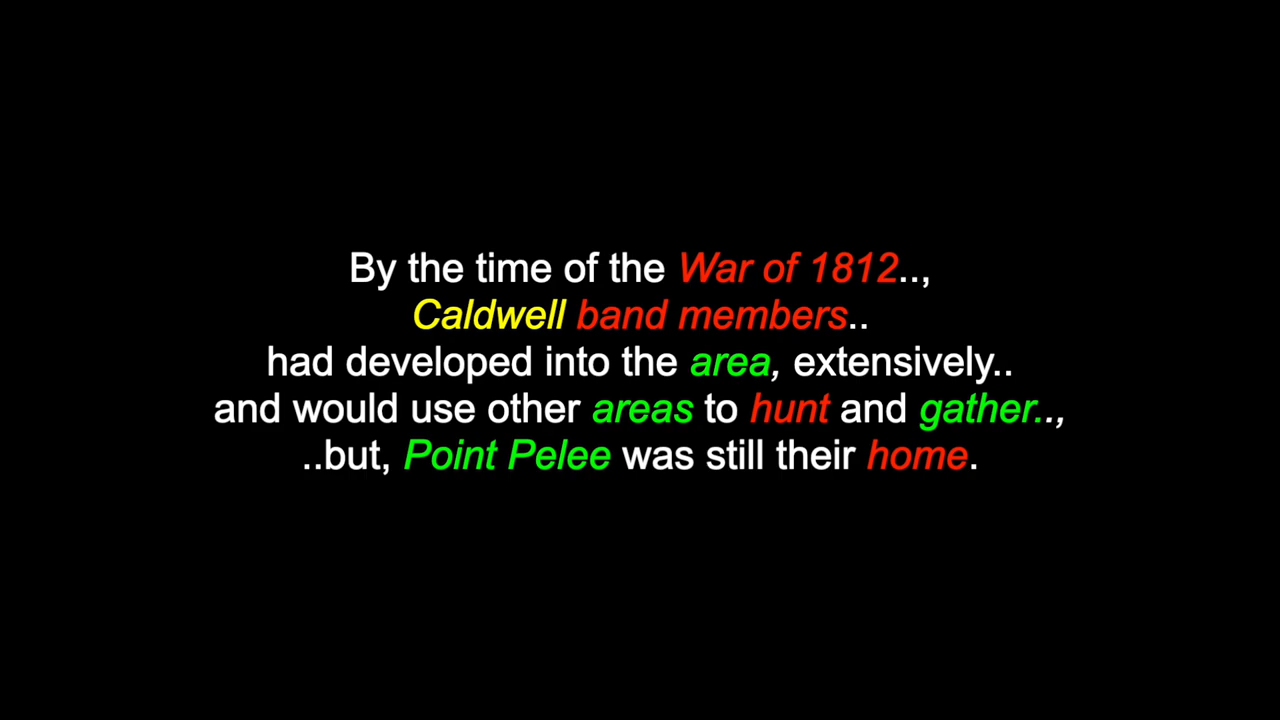 By the time of the War of 1812..,
Caldwell band members..
had developed into the area, extensively..
and would use other areas to hunt and gather..,
..but, Point Pelee was still their home.